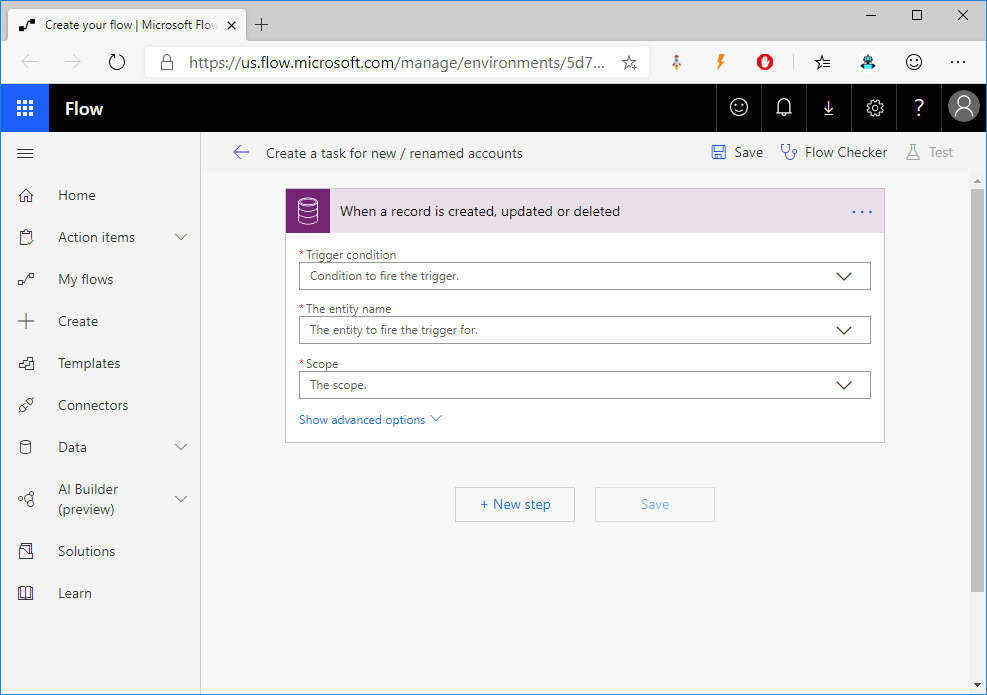 Create your flow | Microsoft Flow
https://us.flow.microsoft.com/manage/environments/5d7...
Flow
?
Create a task for new / renamed accounts
Save
Flow Checker
Test
Home
Action items
My flows
Create
Templates
Connectors
Data
AI Builder
(preview)
Solutions
Learn
When a record is created, updated or deleted
* Trigger condition
Condition to fire the trigger.
* The entity name
The entity to fire the trigger for.
* Scope
The scope.
Show advanced options
+ New step
Save